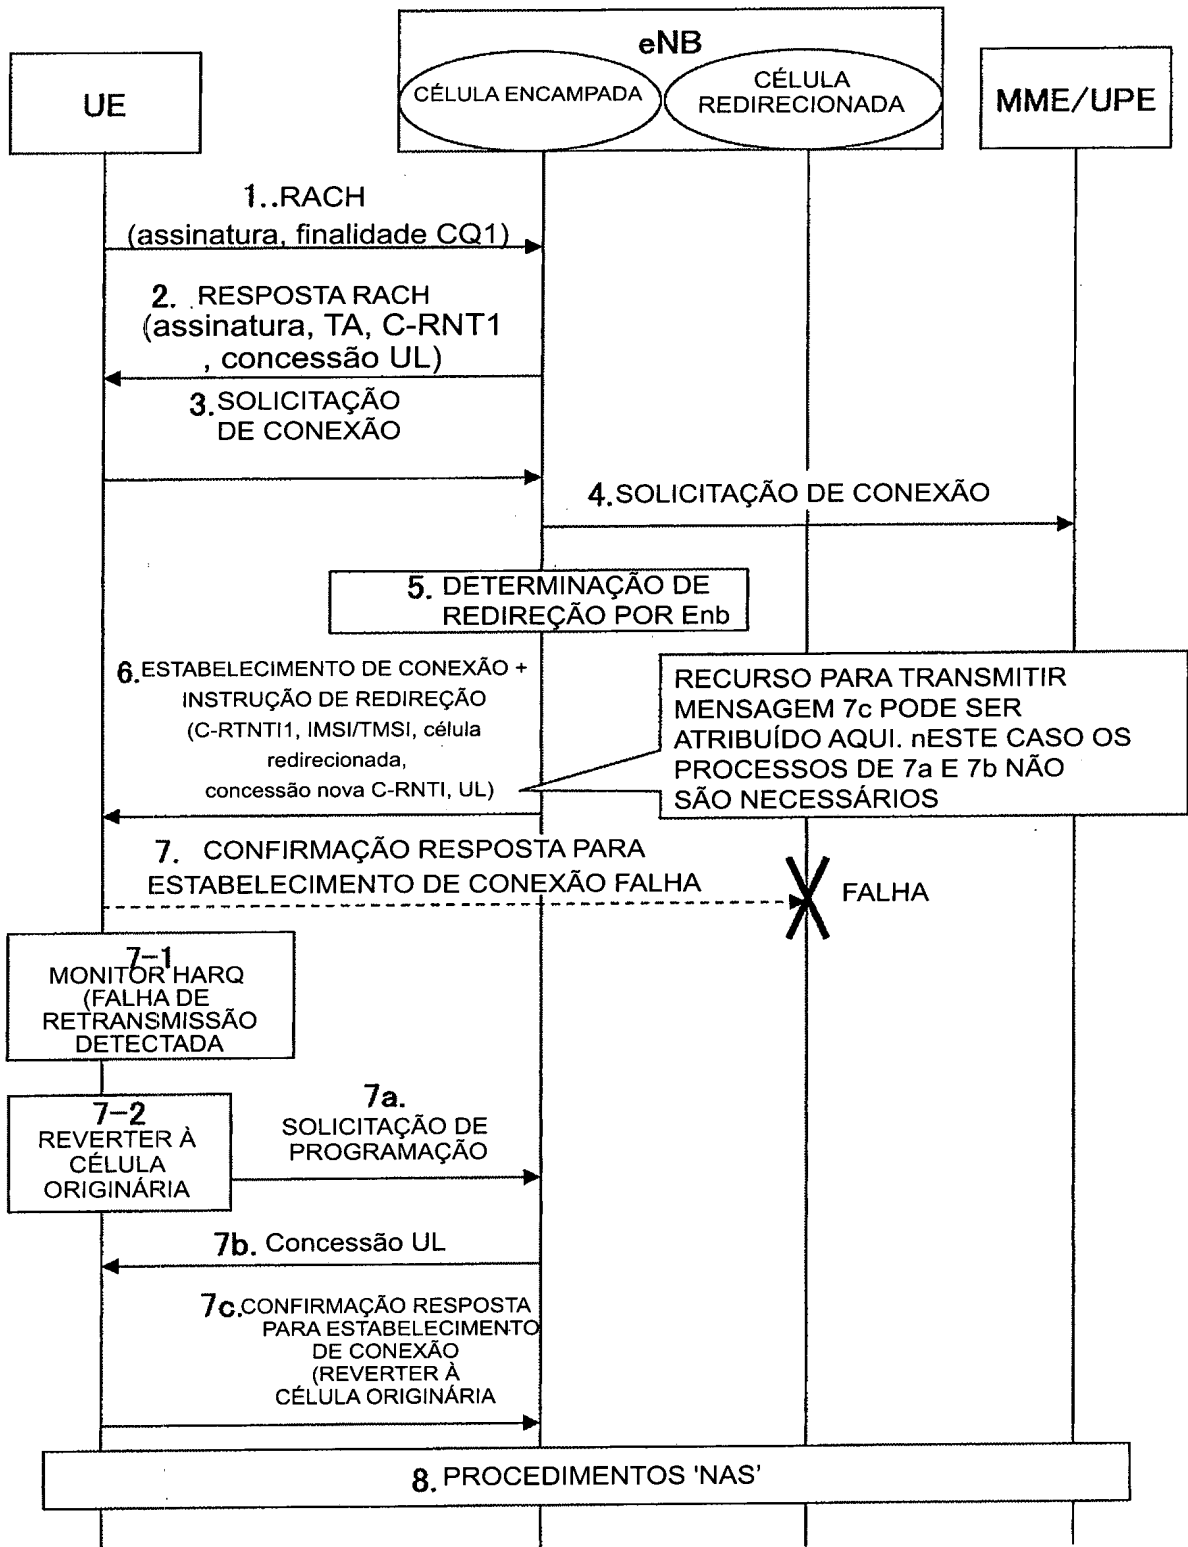 eNB
UE
CÉLULA ENCAMPADA
CÉLULA
REDIRECIONADA
MME/UPE
1..RACH
(assinatura, finalidade CQ1)
2. RESPOSTA RACH
(assinatura, TA, C-RNT1
, concessão UL)
3. SOLICITAÇÃO
DE CONEXÃO
4. SOLICITAÇÃO DE CONEXÃO
5. DETERMINAÇÃO DE
REDIREÇÃO POR Enb
6. ESTABELECIMENTO DE CONEXÃO +
INSTRUÇÃO DE REDIREÇÃO
(C-RTNTI1, IMSI/TMSI, célula
redirecionada,
concessão nova C-RNTI, UL)
RECURSO PARA TRANSMITIR
MENSAGEM 7c PODE SER
ATRIBUÍDO AQUI. nESTE CASO OS
PROCESSOS DE 7a E 7b NÃO
SÃO NECESSÁRIOS
7. CONFIRMAÇÃO RESPOSTA PARA
ESTABELECIMENTO DE CONEXÃO FALHA
FALHA
7-1
MONITOR HARQ
(FALHA DE
RETRANSMISSÃO
DETECTADA
7-2
REVERTER À
CÉLULA
ORIGINÁRIA
7a.
SOLICITAÇÃO DE
PROGRAMAÇÃO
7b. Concessão UL
7c. CONFIRMAÇÃO RESPOSTA
PARA ESTABELECIMENTO
DE CONEXÃO
(REVERTER À
CÉLULA ORIGINÁRIA
8. PROCEDIMENTOS 'NAS'